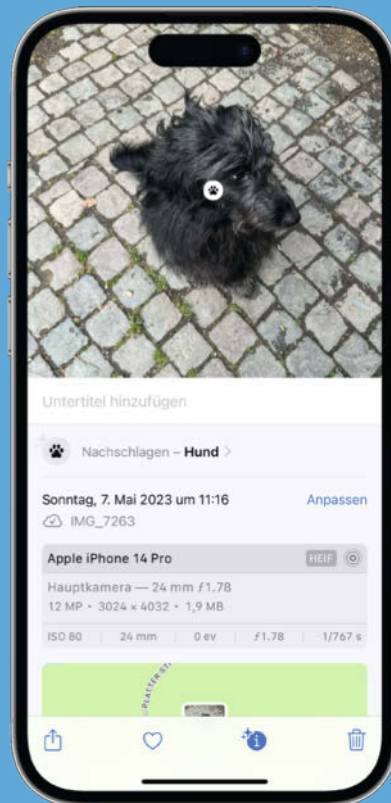 Untertitel hinzufügen
Nachschlagen – Hund
Sonntag, 7. Mai 2023 um 11:16 Anpassen
IMG_7263
Apple iPhone 14 Pro HEIF
Hauptkamera — 24 mm ƒ1.78
12 MP • 3024 × 4032 • 1,9 MB
ISO 80 24 mm 0 ev ƒ1.78 1/767 s
PLATTER ST